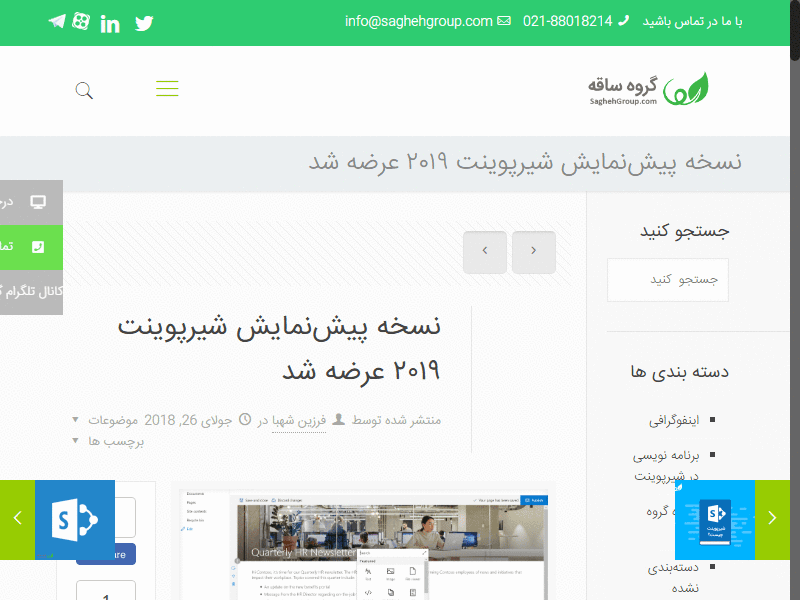 با ما در تماس باشید
021-88018214
info@saghehgroup.com
گروه ساقه
SaghehGroup.com
نسخه پیش‌نمایش شیرپوینت ۲۰۱۹ عرضه شد
جستجو کنید
جستجو کنید
دسته بندی ها
اینفوگرافی
برنامه نویسی
در شیرپوینت
گروه
دسته‌بندی
نشده
نسخه پیش‌نمایش شیرپوینت
۲۰۱۹ عرضه شد
منتشر شده توسط فرزین شهبا در جولای 26, 2018 موضوعات
برچسب ها
کانال تلگرام
Quarterly HR Newsletter
شیرپوینت
چیست؟